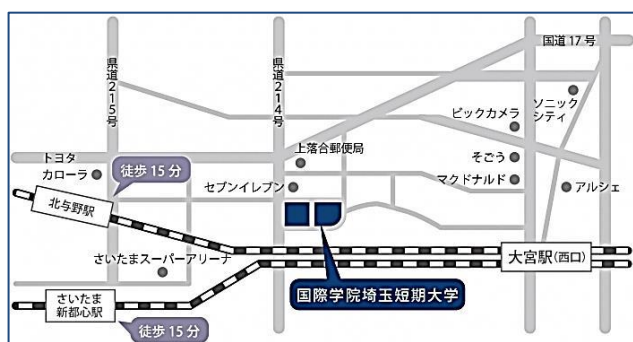 国道17号
県道215号
県道214号
ソニック
シティ
ビックカメラ
上落合郵便局
そごう
トヨタ
カローラ
徒歩15分
セブンイレブン
マクドナルド
アルシェ
北与野駅
さいたまスーパーアリーナ
大宮駅(西口)
国際学院埼玉短期大学
さいたま
新都心駅
徒歩15分